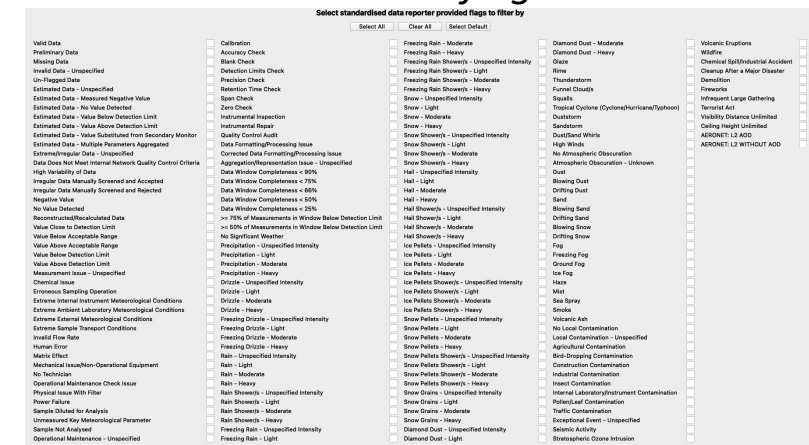 Select standardised data reporter provided flags to filter by
Select All
Clear All
Select Default
Valid Data
Preliminary Data
Missing Data
Invalid Data - Unspecified
Un-Flagged Data
Estimated Data - Unspecified
Estimated Data - Measured Negative Value
Estimated Data - No Value Detected
Estimated Data - Value Below Detection Limit
Estimated Data - Value Above Detection Limit
Estimated Data - Value Substituted from Secondary Monitor
Estimated Data - Multiple Parameters Aggregated
Extreme/Irregular Data - Unspecified
Data Does Not Meet Internal Network Quality Control Criteria
High Variability of Data
Irregular Data Manually Screened and Accepted
Irregular Data Manually Screened and Rejected
Negative Value
No Value Detected
Reconstructed/Recalculated Data
Value Close to Detection Limit
Value Below Acceptable Range
Value Above Acceptable Range
Value Below Detection Limit
Value Above Detection Limit
Measurement Issue - Unspecified
Chemical Issue
Erroneous Sampling Operation
Extreme Internal Instrument Meteorological Conditions
Extreme Ambient Laboratory Meteorological Conditions
Extreme External Meteorological Conditions
Extreme Sample Transport Conditions
Invalid Flow Rate
Human Error
Matrix Effect
Mechanical Issue/Non-Operational Equipment
No Technician
Operational Maintenance Check Issue
Physical Issue With Filter
Power Failure
Sample Diluted for Analysis
Unmeasured Key Meteorological Parameter
Sample Not Analysed
Operational Maintenance - Unspecified
Calibration
Accuracy Check
Blank Check
Detection Limits Check
Precision Check
Retention Time Check
Span Check
Zero Check
Instrumental Inspection
Instrumental Repair
Quality Control Audit
Data Formatting/Processing Issue
Corrected Data Formatting/Processing Issue
Aggregation/Representation Issue - Unspecified
Data Window Completeness < 90%
Data Window Completeness < 75%
Data Window Completeness < 66%
Data Window Completeness < 50%
Data Window Completeness < 25%
>= 75% of Measurements in Window Below Detection Limit
>= 50% of Measurements in Window Below Detection Limit
No Significant Weather
Precipitation - Unspecified Intensity
Precipitation - Light
Precipitation - Moderate
Precipitation - Heavy
Drizzle - Unspecified Intensity
Drizzle - Light
Drizzle - Moderate
Drizzle - Heavy
Freezing Drizzle - Unspecified Intensity
Freezing Drizzle - Light
Freezing Drizzle - Moderate
Freezing Drizzle - Heavy
Rain - Unspecified Intensity
Rain - Light
Rain - Moderate
Rain - Heavy
Rain Shower/s - Unspecified Intensity
Rain Shower/s - Light
Rain Shower/s - Moderate
Rain Shower/s - Heavy
Freezing Rain - Unspecified Intensity
Freezing Rain - Light
Freezing Rain - Moderate
Freezing Rain - Heavy
Freezing Rain Shower/s - Unspecified Intensity
Freezing Rain Shower/s - Light
Freezing Rain Shower/s - Moderate
Freezing Rain Shower/s - Heavy
Snow - Unspecified Intensity
Snow - Light
Snow - Moderate
Snow - Heavy
Snow Shower/s - Unspecified Intensity
Snow Shower/s - Light
Snow Shower/s - Moderate
Snow Shower/s - Heavy
Hail - Unspecified Intensity
Hail - Light
Hail - Moderate
Hail - Heavy
Hail Shower/s - Unspecified Intensity
Hail Shower/s - Light
Hail Shower/s - Moderate
Hail Shower/s - Heavy
Ice Pellets - Unspecified Intensity
Ice Pellets - Light
Ice Pellets - Moderate
Ice Pellets - Heavy
Ice Pellets Shower/s - Unspecified Intensity
Ice Pellets Shower/s - Light
Ice Pellets Shower/s - Moderate
Ice Pellets Shower/s - Heavy
Snow Pellets - Unspecified Intensity
Snow Pellets - Light
Snow Pellets - Moderate
Snow Pellets - Heavy
Snow Pellets Shower/s - Unspecified Intensity
Snow Pellets Shower/s - Light
Snow Pellets Shower/s - Moderate
Snow Pellets Shower/s - Heavy
Snow Grains - Unspecified Intensity
Snow Grains - Light
Snow Grains - Moderate
Snow Grains - Heavy
Diamond Dust - Unspecified Intensity
Diamond Dust - Light
Diamond Dust - Moderate
Diamond Dust - Heavy
Glaze
Rime
Thunderstorm
Funnel Cloud/s
Squalls
Tropical Cyclone (Cyclone/Hurricane/Typhoon)
Duststorm
Sandstorm
Dust/Sand Whirls
High Winds
No Atmospheric Obscuration
Atmospheric Obscuration - Unknown
Dust
Blowing Dust
Drifting Dust
Sand
Blowing Sand
Drifting Sand
Blowing Snow
Drifting Snow
Fog
Freezing Fog
Ground Fog
Ice Fog
Haze
Mist
Sea Spray
Smoke
Volcanic Ash
No Local Contamination
Local Contamination - Unspecified
Agricultural Contamination
Bird-Dropping Contamination
Construction Contamination
Industrial Contamination
Insect Contamination
Internal Laboratory/Instrument Contamination
Pollen/Leaf Contamination
Traffic Contamination
Exceptional Event - Unspecified
Seismic Activity
Stratospheric Ozone Intrusion
Volcanic Eruptions
Wildfire
Chemical Spill/Industrial Accident
Cleanup After a Major Disaster
Demolition
Fireworks
Infrequent Large Gathering
Terrorist Act
Visibility Distance Unlimited
Ceiling Height Unlimited
AERONET: L2 AOD
AERONET: L2 WITHOUT AOD